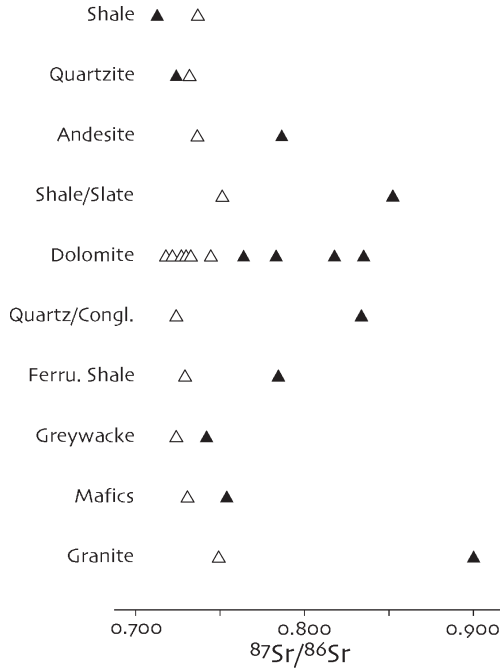 Shale
Quartzite
Andesite
Shale/Slate
Dolomite
Quartz/Congl.
Ferru. Shale
Greywacke
Mafics
Granite
0.700 0.800 0.900
⁸⁷Sr/⁸⁶Sr